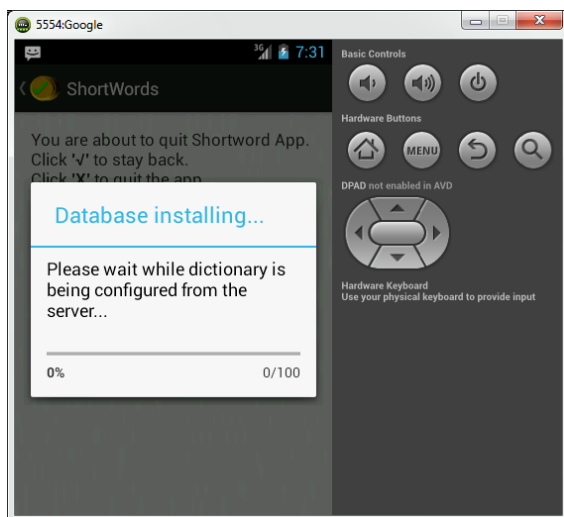 5554:Google
3G 7:31
ShortWords
You are about to quit Shortword App.
Click '√' to stay back.
Click 'X' to quit the app
Database installing...
Please wait while dictionary is
being configured from the
server...
0% 0/100
Basic Controls
Hardware Buttons
MENU
DPAD not enabled in AVD
Hardware Keyboard
Use your physical keyboard to provide input